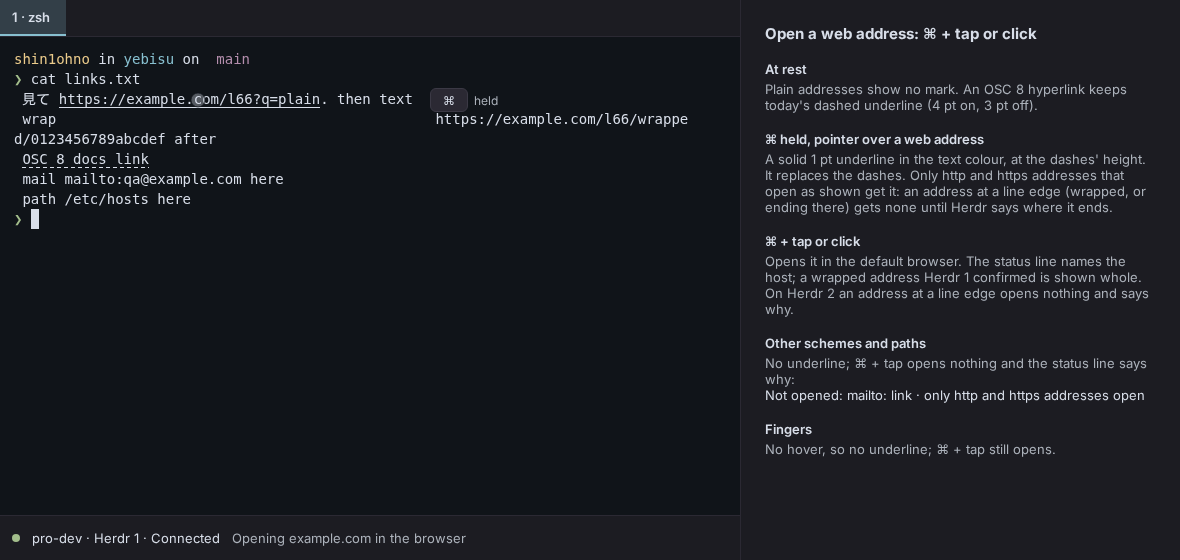 1 · zsh
shin1ohno in yebisu on main
❯ cat links.txt
見て https://example.com/l66?q=plain. then text
⌘ held
wrap https://example.com/l66/wrappe
d/0123456789abcdef after
OSC 8 docs link
mail mailto:qa@example.com here
path /etc/hosts here
❯
pro-dev · Herdr 1 · Connected Opening example.com in the browser
Open a web address: ⌘ + tap or click
At rest
Plain addresses show no mark. An OSC 8 hyperlink keeps
today's dashed underline (4 pt on, 3 pt off).
⌘ held, pointer over a web address
A solid 1 pt underline in the text colour, at the dashes' height.
It replaces the dashes. Only http and https addresses that
open as shown get it: an address at a line edge (wrapped, or
ending there) gets none until Herdr says where it ends.
⌘ + tap or click
Opens it in the default browser. The status line names the
host; a wrapped address Herdr 1 confirmed is shown whole.
On Herdr 2 an address at a line edge opens nothing and says
why.
Other schemes and paths
No underline; ⌘ + tap opens nothing and the status line says
why:
Not opened: mailto: link · only http and https addresses open
Fingers
No hover, so no underline; ⌘ + tap still opens.